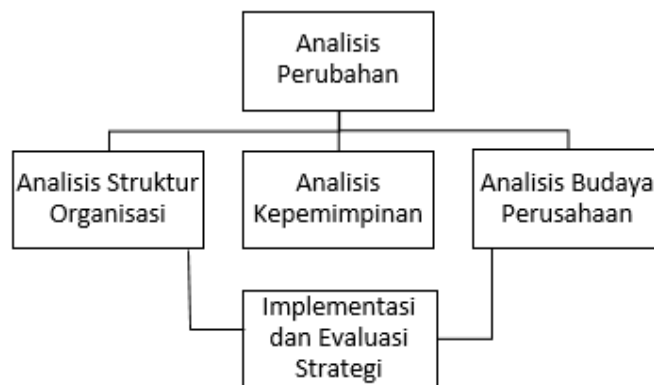 Analisis
Perubahan
Analisis Struktur
Organisasi
Analisis
Kepemimpinan
Analisis Budaya
Perusahaan
Implementasi
dan Evaluasi
Strategi